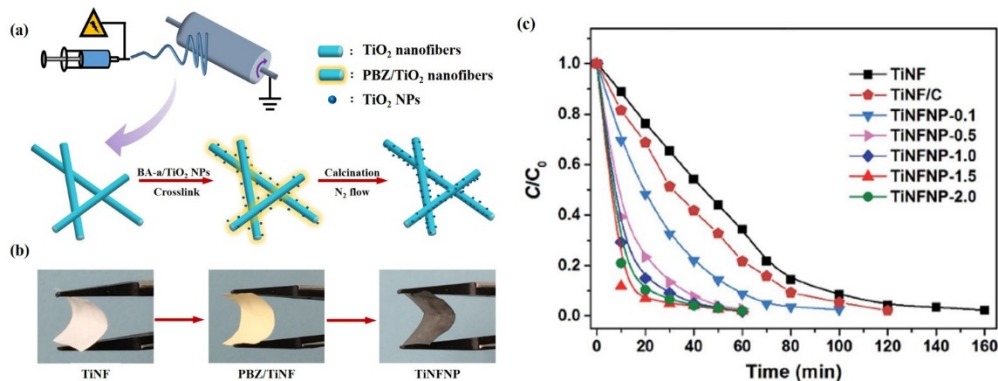 (a)
: TiO₂ nanofibers
: PBZ/TiO₂ nanofibers
: TiO₂ NPs
BA-a/TiO₂ NPs
Crosslink
Calcination
N₂ flow
(b)
TiNF
PBZ/TiNF
TiNFNP
(c)
C/C₀
1.0
0.8
0.6
0.4
0.2
0.0
TiNF
TiNF/C
TiNFNP-0.1
TiNFNP-0.5
TiNFNP-1.0
TiNFNP-1.5
TiNFNP-2.0
0 20 40 60 80 100 120 140 160
Time (min)